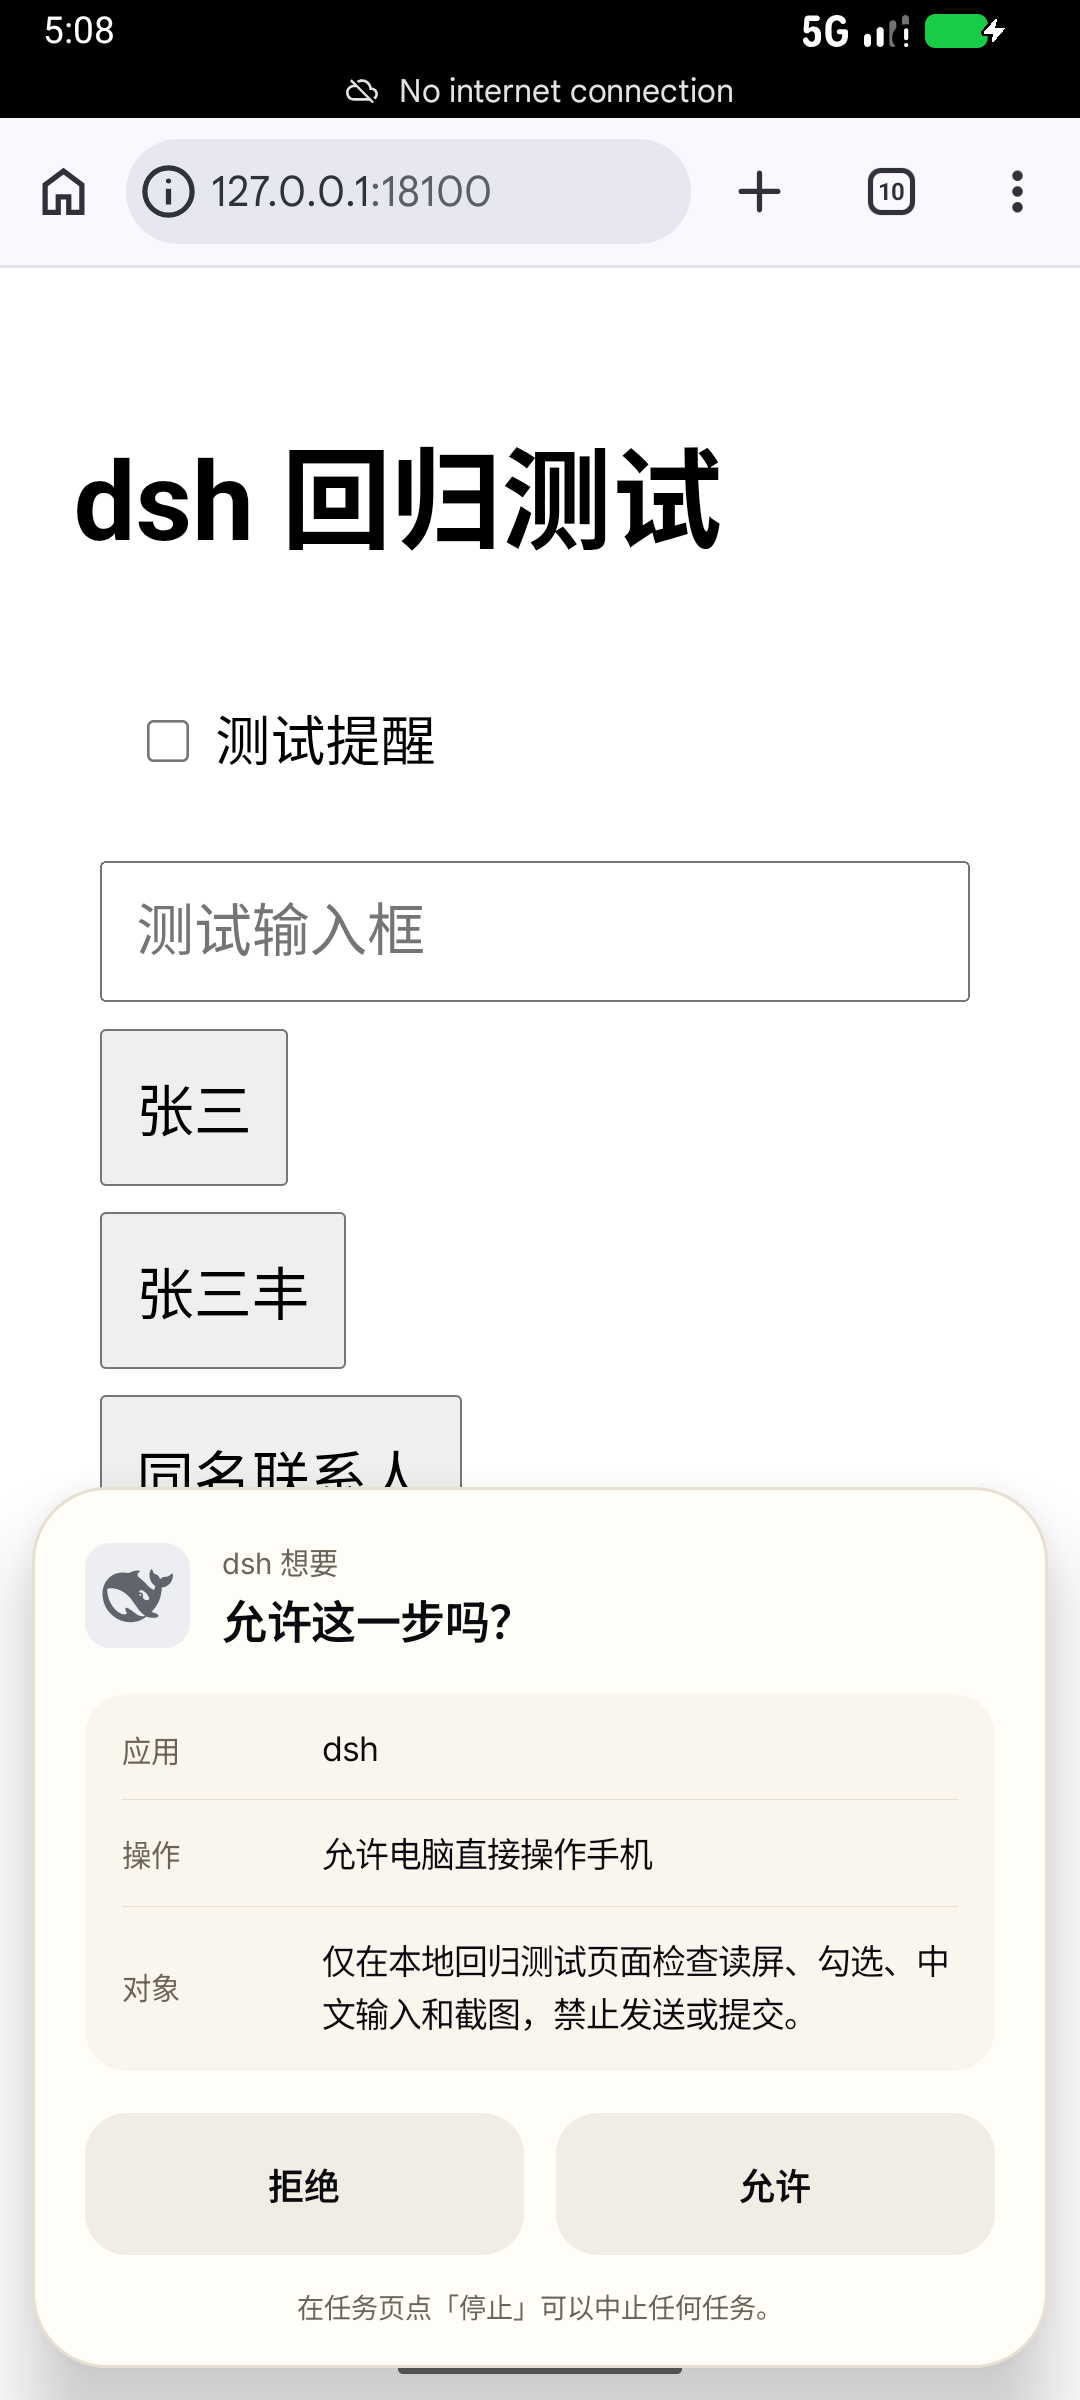 5:08
5G
No internet connection
127.0.0.1:18100
10
dsh 回归测试
测试提醒
测试输入框
张三
张三丰
同名联系人
dsh 想要
允许这一步吗？
应用
dsh
操作
允许电脑直接操作手机
对象
仅在本地回归测试页面检查读屏、勾选、中
文输入和截图，禁止发送或提交。
拒绝
允许
在任务页点「停止」可以中止任何任务。